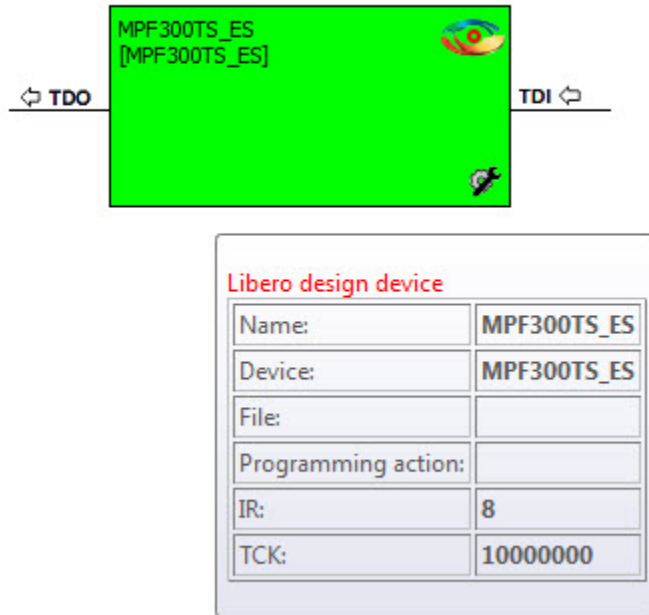 MPF300TS_ES
[MPF300TS_ES]
TDO
TDI
Libero design device
Name: MPF300TS_ES
Device: MPF300TS_ES
File:
Programming action:
IR: 8
TCK: 10000000